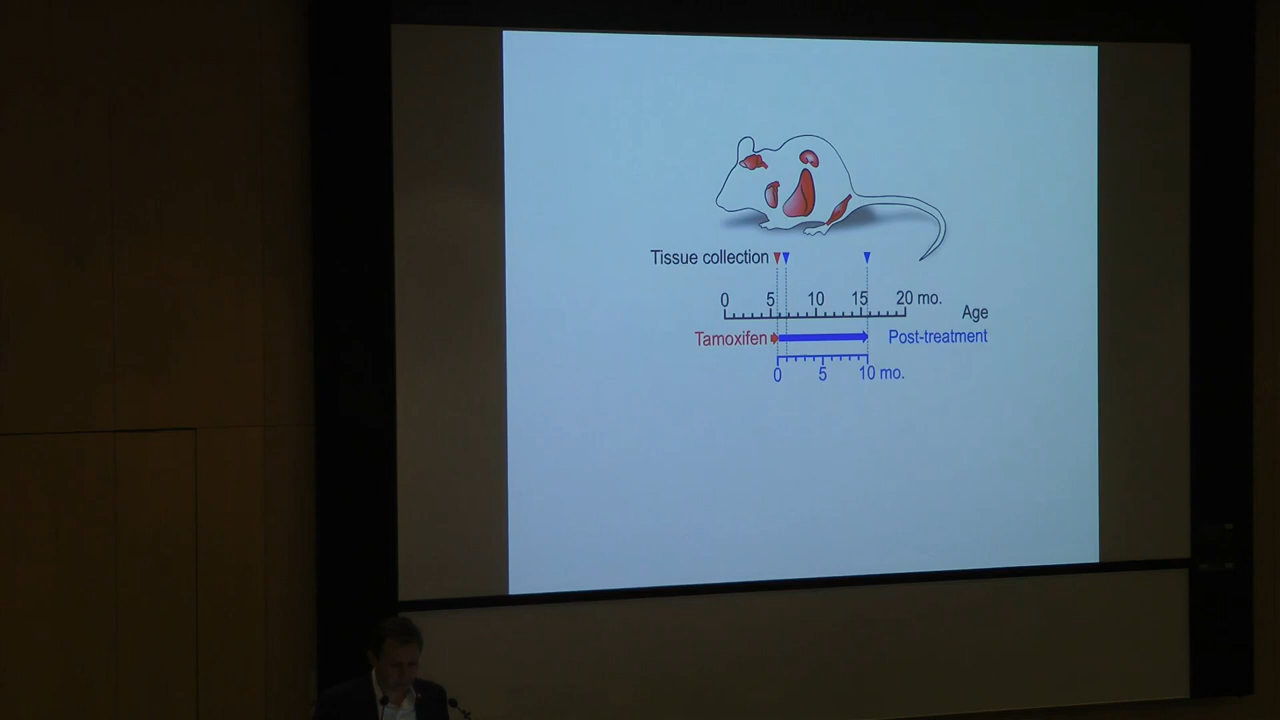 Tissue collection
0 5 10 15 20 mo.
Age
Tamoxifen
Post-treatment
0 5 10 mo.